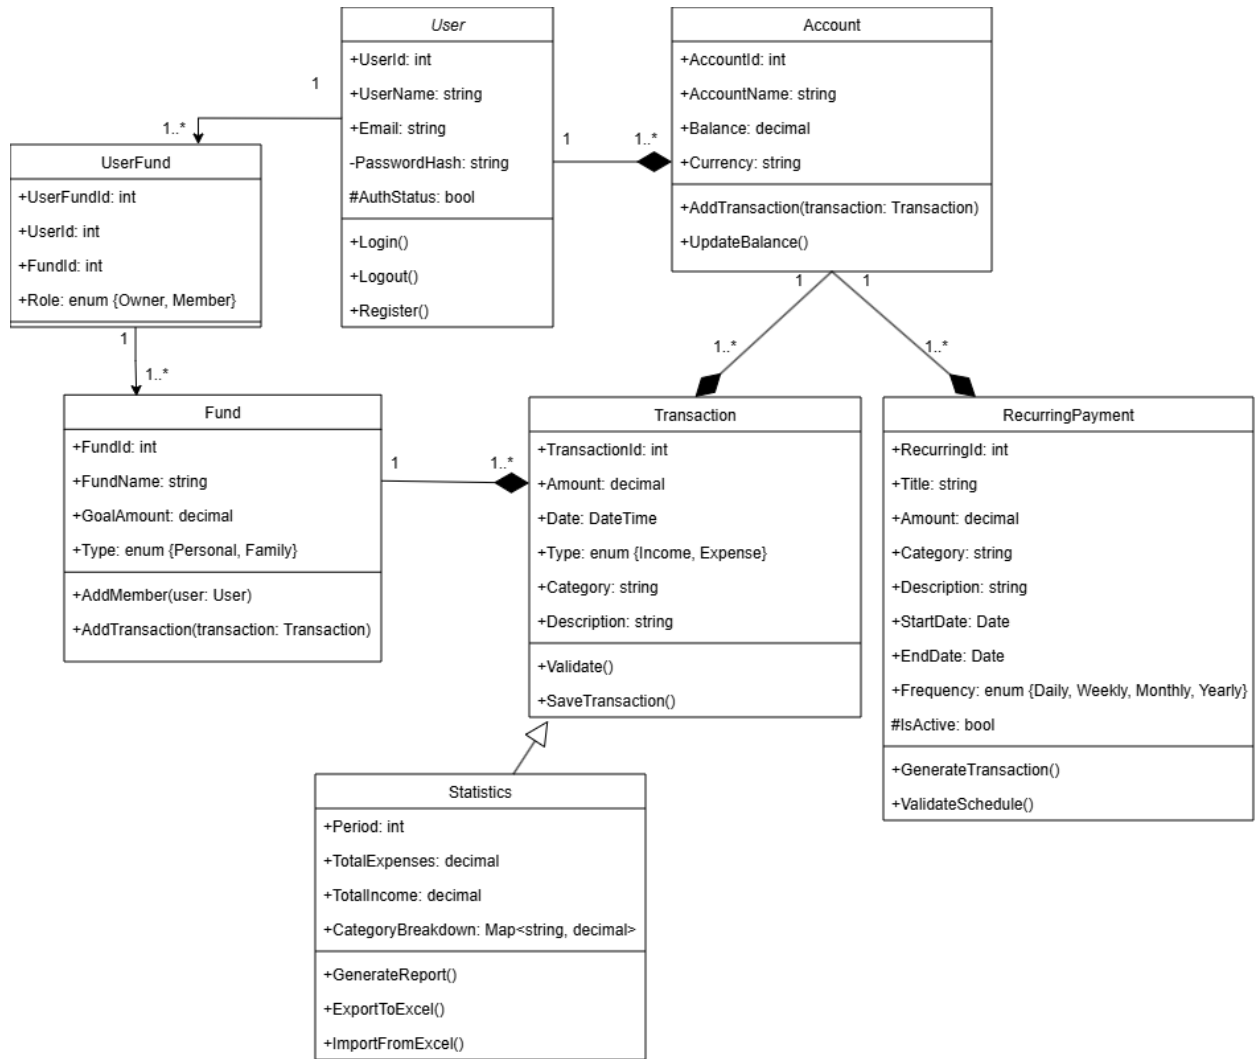 User
+UserId: int
+UserName: string
+Email: string
-PasswordHash: string
#AuthStatus: bool
+Login()
+Logout()
+Register()
Account
+AccountId: int
+AccountName: string
+Balance: decimal
+Currency: string
+AddTransaction(transaction: Transaction)
+UpdateBalance()
1
1..*
1
1..*
UserFund
+UserFundId: int
+UserId: int
+FundId: int
+Role: enum {Owner, Member}
1
1..*
1
1
1..*
1..*
Fund
+FundId: int
+FundName: string
+GoalAmount: decimal
+Type: enum {Personal, Family}
+AddMember(user: User)
+AddTransaction(transaction: Transaction)
1
1..*
Transaction
+TransactionId: int
+Amount: decimal
+Date: DateTime
+Type: enum {Income, Expense}
+Category: string
+Description: string
+Validate()
+SaveTransaction()
RecurringPayment
+RecurringId: int
+Title: string
+Amount: decimal
+Category: string
+Description: string
+StartDate: Date
+EndDate: Date
+Frequency: enum {Daily, Weekly, Monthly, Yearly}
#IsActive: bool
+GenerateTransaction()
+ValidateSchedule()
Statistics
+Period: int
+TotalExpenses: decimal
+TotalIncome: decimal
+CategoryBreakdown: Map<string, decimal>
+GenerateReport()
+ExportToExcel()
+ImportFromExcel()